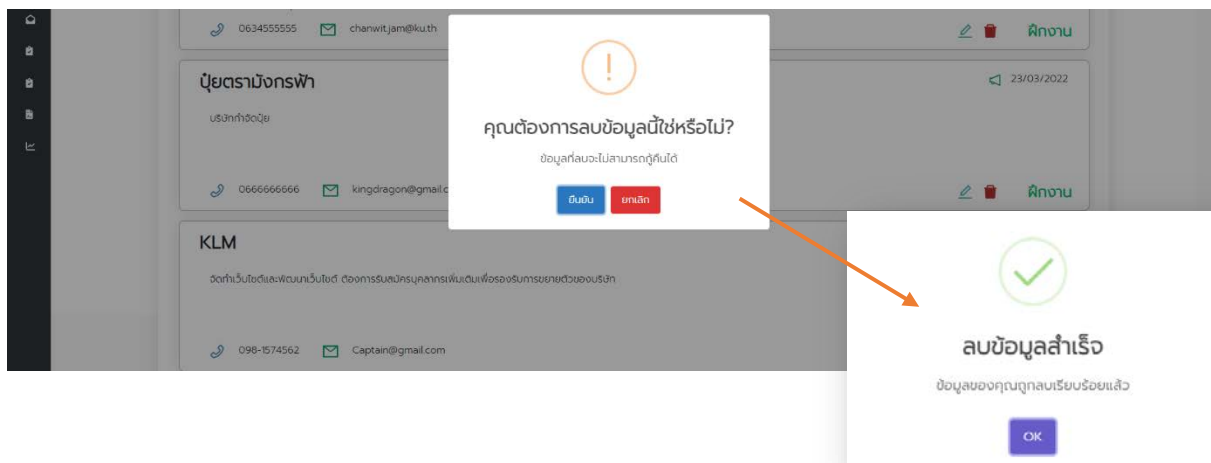 0634555555 chanwit.jam@ku.th ฝึกงาน
ปุ๋ยตรามังกรฟ้า 23/03/2022
บริษักกำจัดปุ๋ย
0666666666 kingdragon@gmail.c ฝึกงาน
คุณต้องการลบข้อมูลนี้ใช่หรือไม่?
ข้อมูลที่ลบจะไม่สามารถกู้คืนได้
ยืนยัน ยกเลิก
KLM
จัดทำเว็บไซต์และพัฒนาเว็บไซต์ ต้องการรับสมัครบุคลากรเพิ่มเติมเพื่อรองรับการขยายตัวของบริษัท
098-1574562 Captain@gmail.com
ลบข้อมูลสำเร็จ
ข้อมูลของคุณถูกลบเรียบร้อยแล้ว
OK